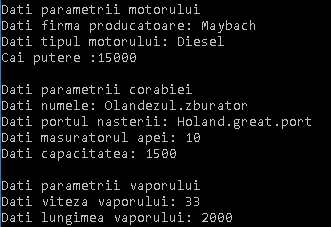 Dati parametrii motorului
Dati firma producatoare: Maybach
Dati tipul motorului: Diesel
Cai putere :15000
Dati parametrii corabiei
Dati numele: Olandezul.zburator
Dati portul nasterii: Holand.great.port
Dati masuratorul apei: 10
Dati capacitatea: 1500
Dati parametrii vaporului
Dati viteza vaporului: 33
Dati lungimea vaporului: 2000